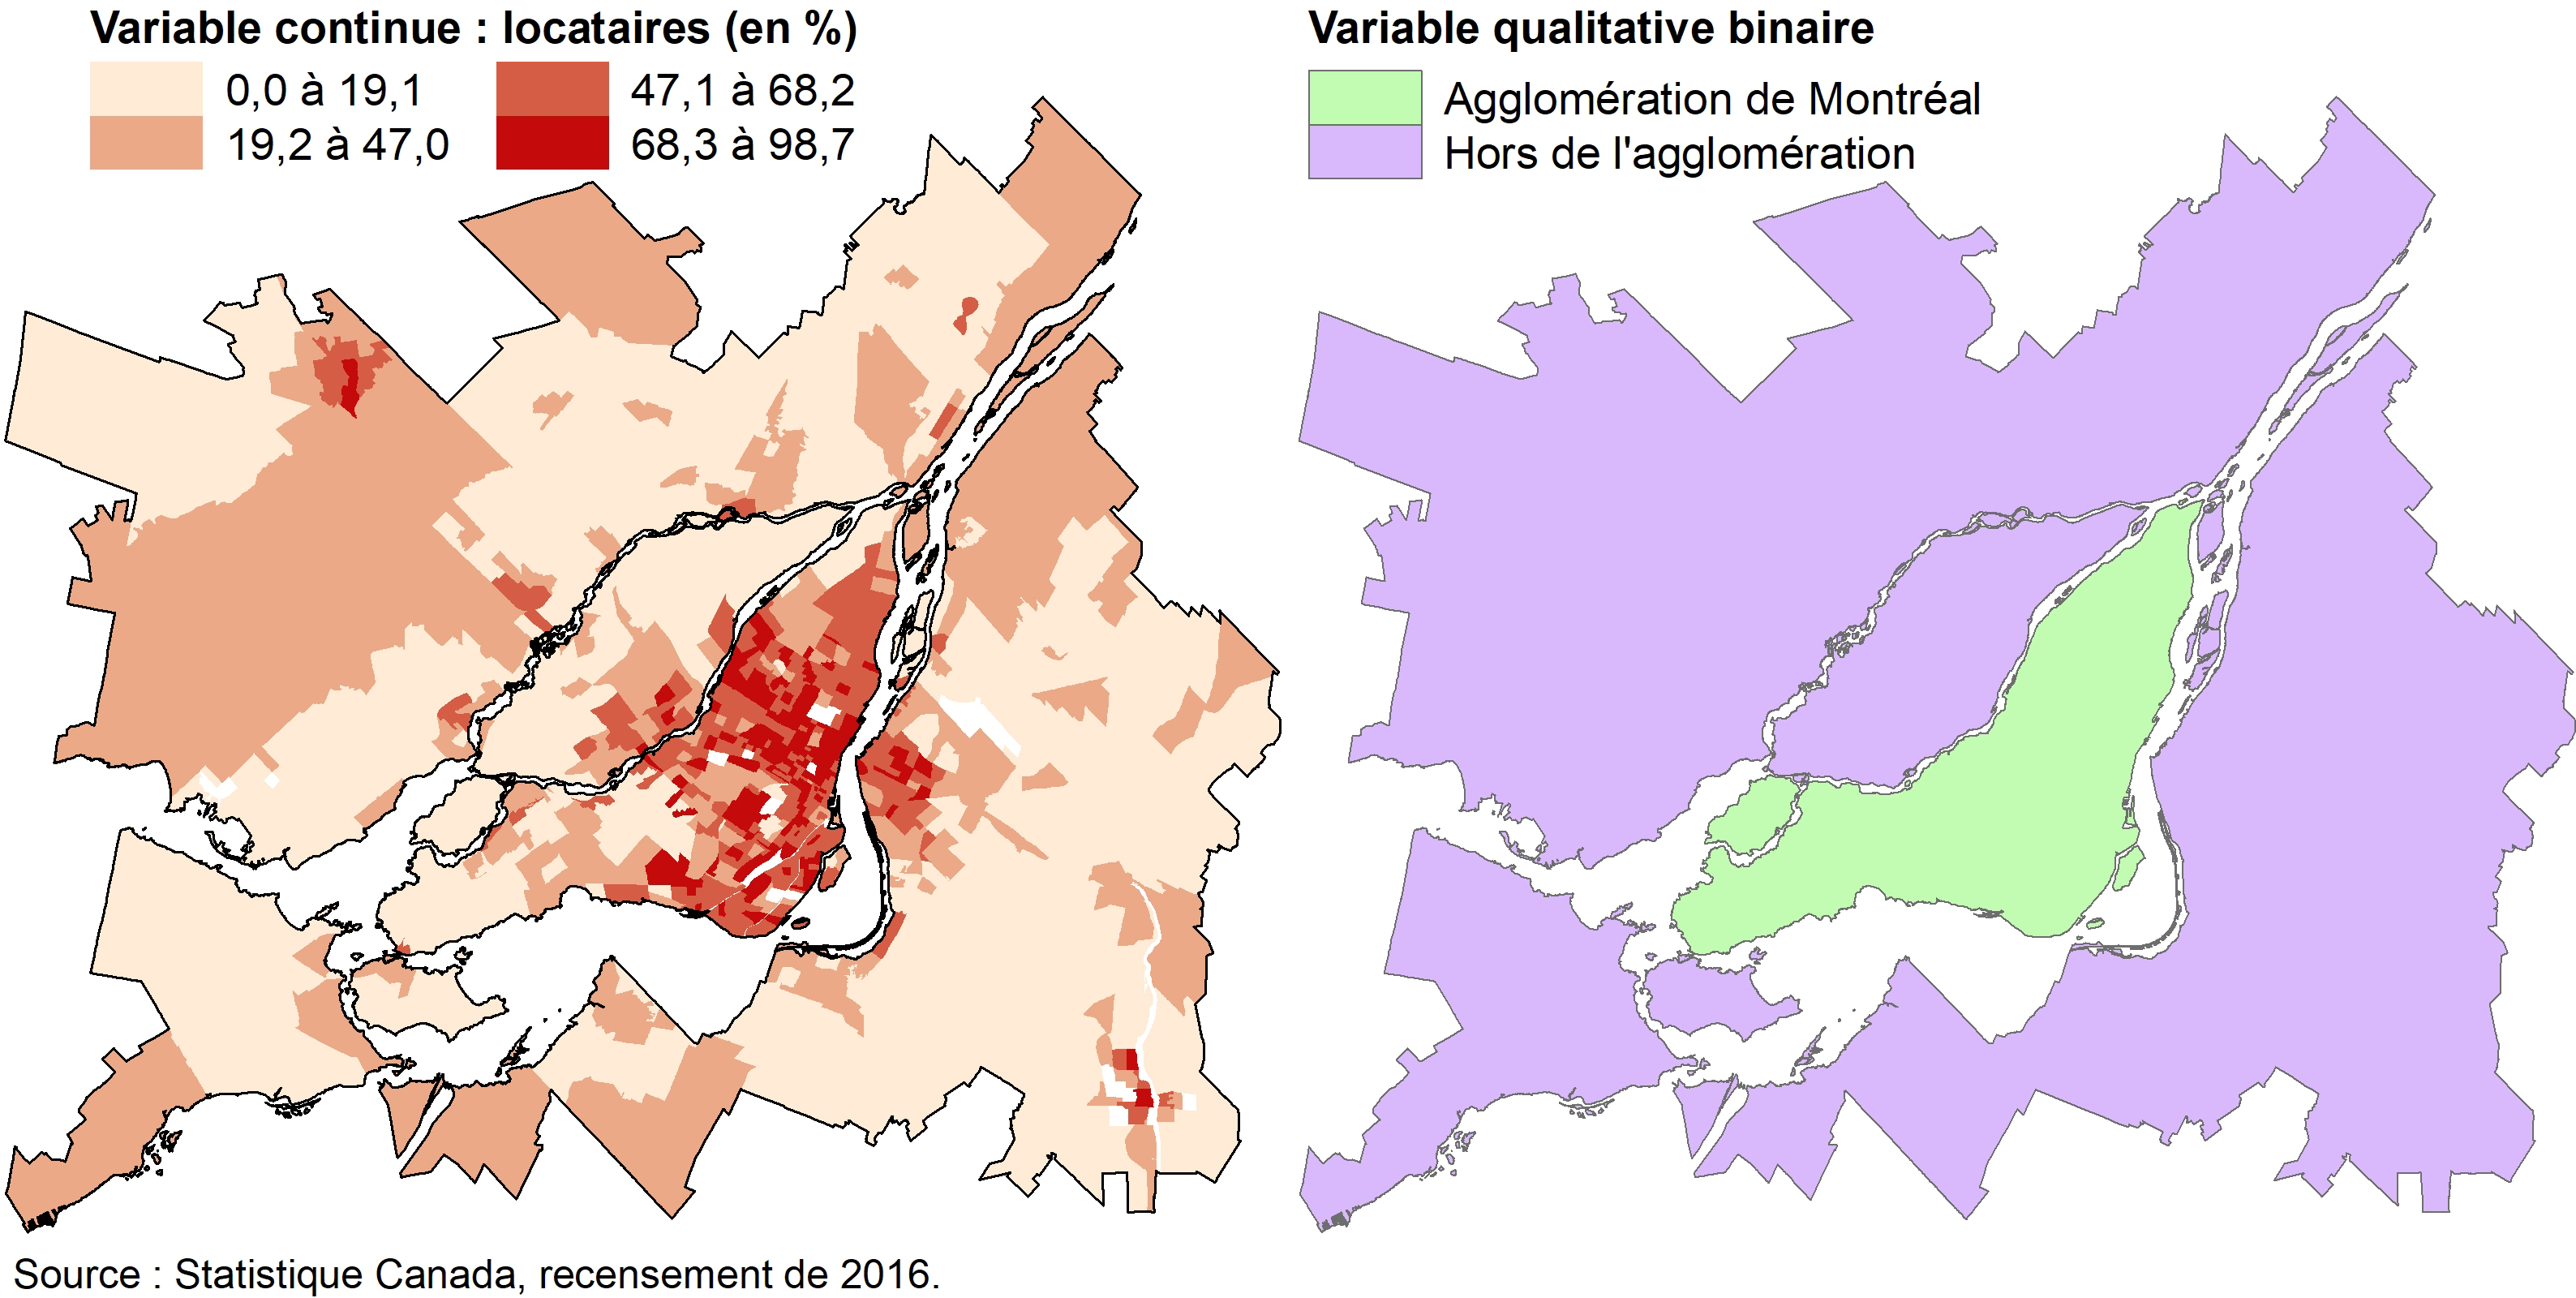 Variable continue : locataires (en %)
0,0 à 19,1
19,2 à 47,0
47,1 à 68,2
68,3 à 98,7
Variable qualitative binaire
Agglomération de Montréal
Hors de l'agglomération
Source : Statistique Canada, recensement de 2016.